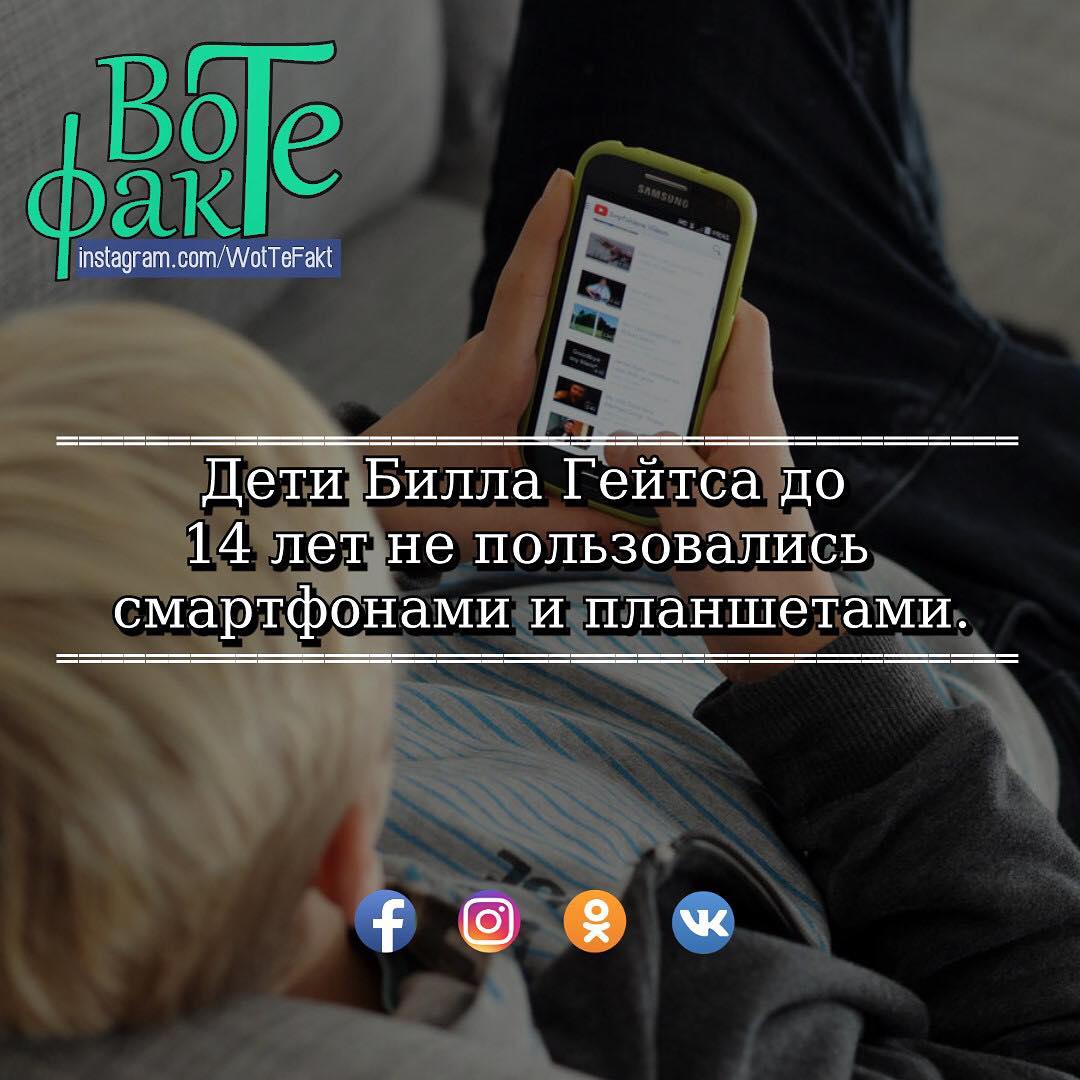 ВоТе
факТ
instagram.com/WotTeFakt
SAMSUNG
Дети Билла Гейтса до
14 лет не пользовались
смартфонами и планшетами.